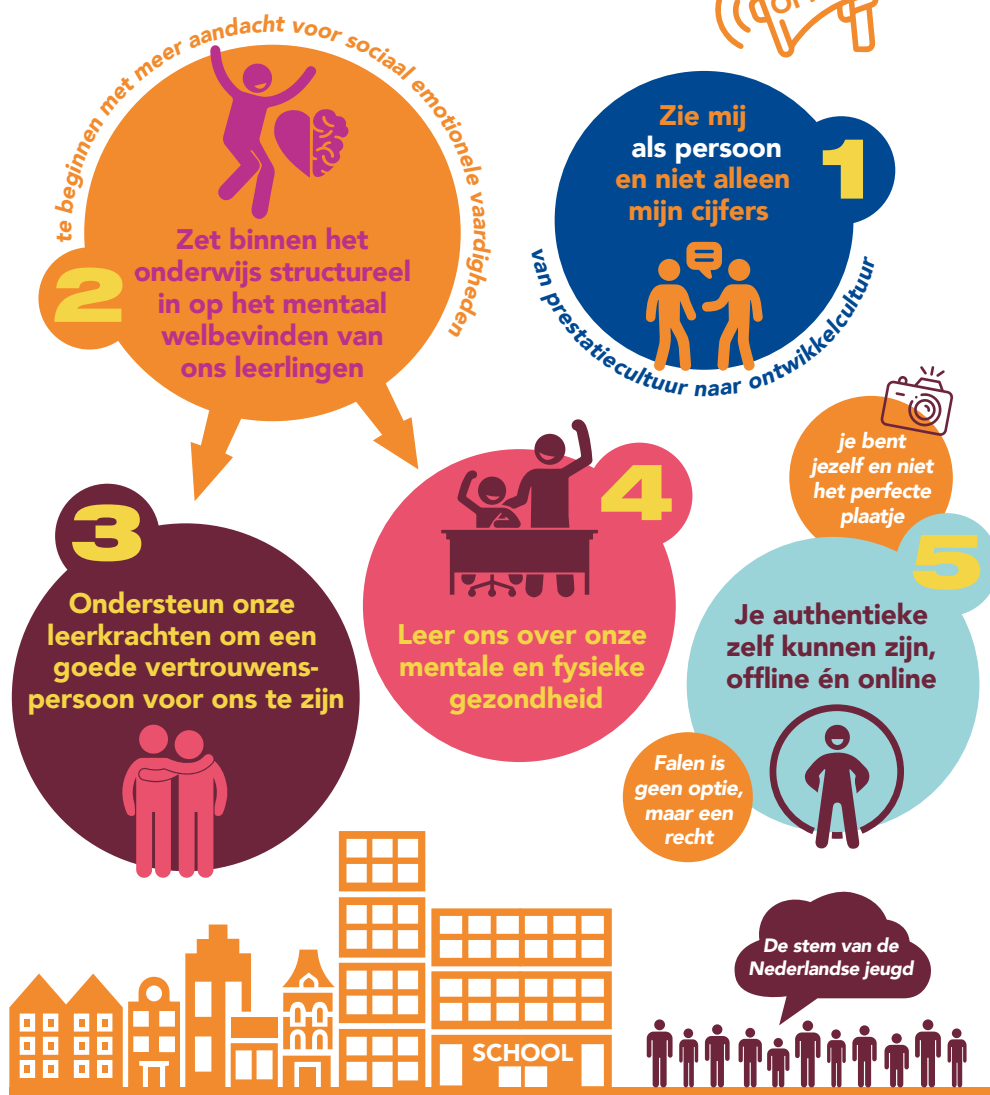 1
Zie mij
als persoon
en niet alleen
mijn cijfers
van prestatiecultuur naar ontwikkelcultuur
te beginnen met meer aandacht voor sociaal emotionele vaardigheden
2
Zet binnen het
onderwijs structureel
in op het mentaal
welbevinden van
ons leerlingen
3
Ondersteun onze
leerkrachten om een
goede vertrouwens-
persoon voor ons te zijn
4
Leer ons over onze
mentale en fysieke
gezondheid
je bent
jezelf en niet
het perfecte
plaatje
5
Je authentieke
zelf kunnen zijn,
offline én online
Falen is
geen optie,
maar een
recht
De stem van de
Nederlandse jeugd
SCHOOL